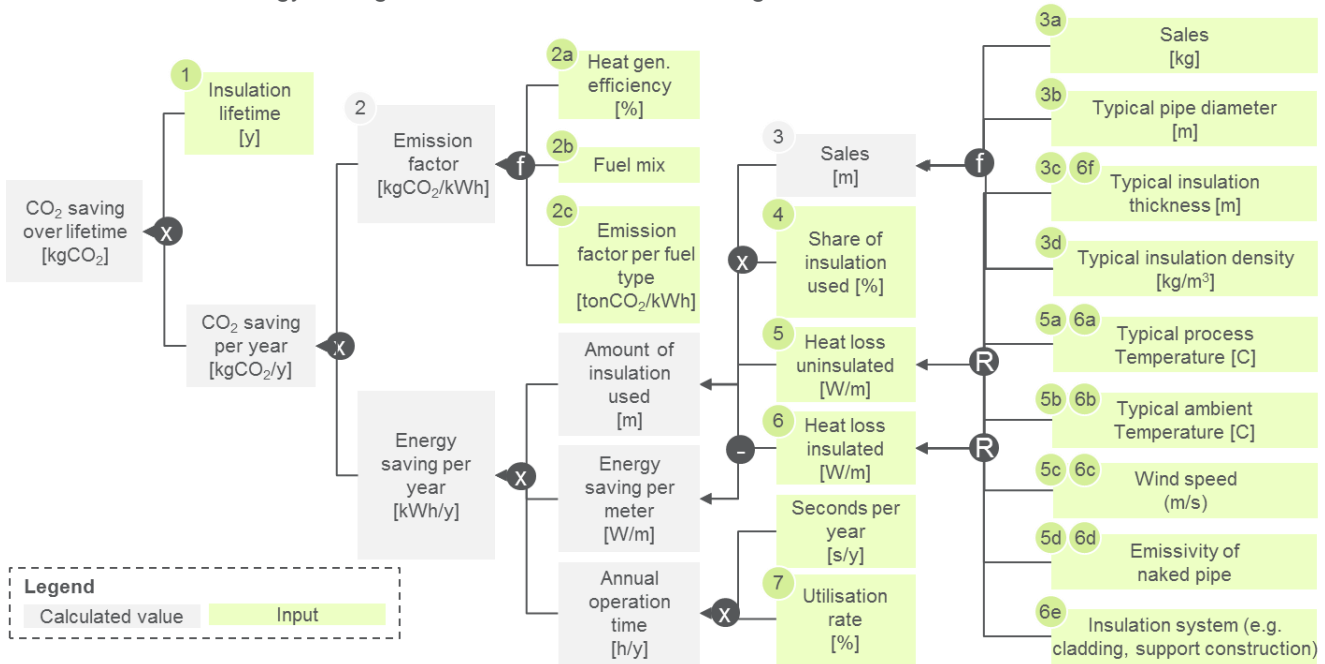 1
Insulation
lifetime
[y]
CO₂ saving
over lifetime
[kgCO₂]
x
CO₂ saving
per year
[kgCO₂/y]
x
2
Emission
factor
[kgCO₂/kWh]
f
Energy
saving per
year
[kWh/y]
x
2a
Heat gen.
efficiency
[%]
2b
Fuel mix
2c
Emission
factor per fuel
type
[tonCO₂/kWh]
Amount of
insulation
used
[m]
Energy
saving per
meter
[W/m]
Annual
operation
time
[h/y]
x
-
x
3
Sales
[m]
4
Share of
insulation
used [%]
5
Heat loss
uninsulated
[W/m]
6
Heat loss
insulated
[W/m]
Seconds per
year
[s/y]
7
Utilisation
rate
[%]
f
R
R
3a
Sales
[kg]
3b
Typical pipe diameter
[m]
3c 6f
Typical insulation
thickness [m]
3d
Typical insulation density
[kg/m³]
5a 6a
Typical process
Temperature [C]
5b 6b
Typical ambient
Temperature [C]
5c 6c
Wind speed
(m/s)
5d 6d
Emissivity of
naked pipe
6e
Insulation system (e.g.
cladding, support construction)
Legend
Calculated value Input